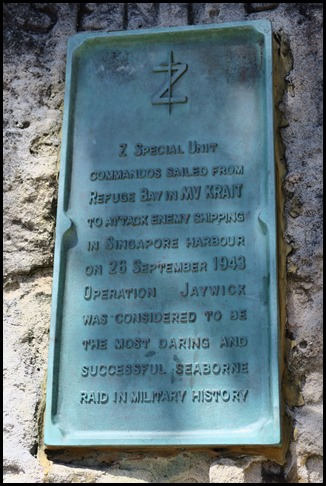 Z
Z Special Unit
commandos sailed from
Refuge Bay in MV KRAIT
to attack enemy shipping
in Singapore harbour
on 26 September 1943
Operation Jaywick
was considered to be
the most daring and
successful seaborne
raid in military history